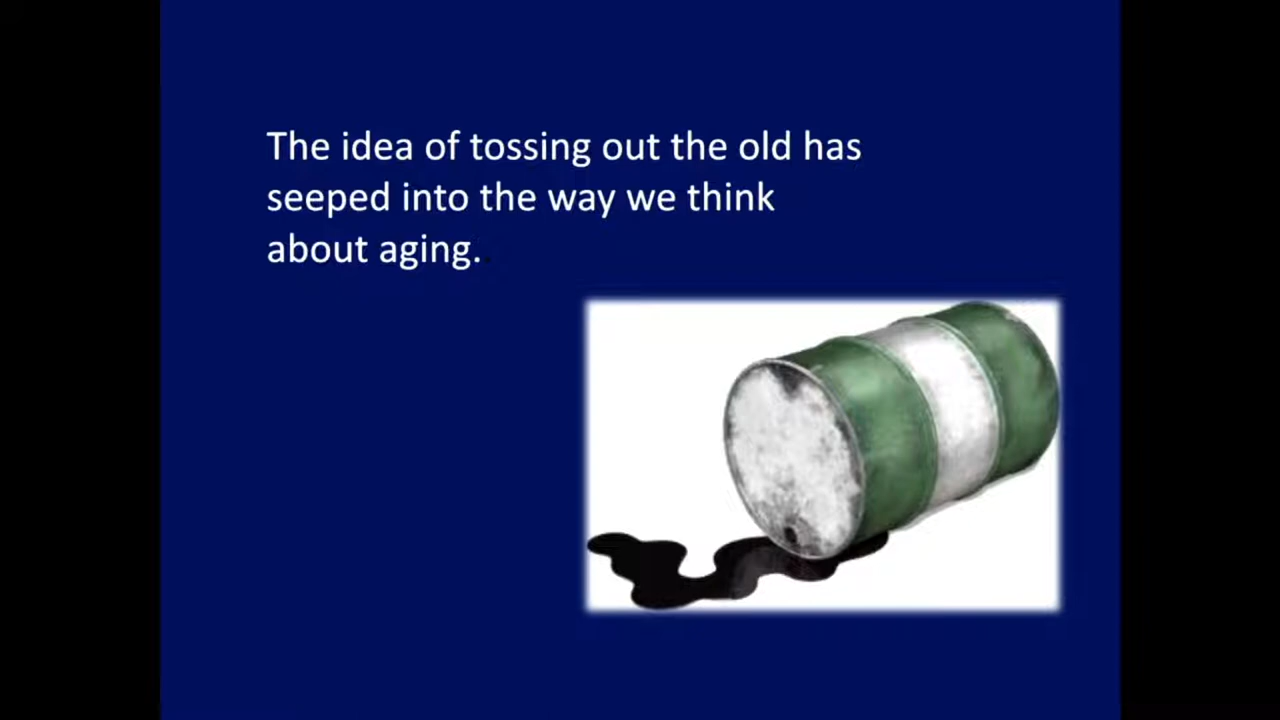 The idea of tossing out the old has
seeped into the way we think
about aging.